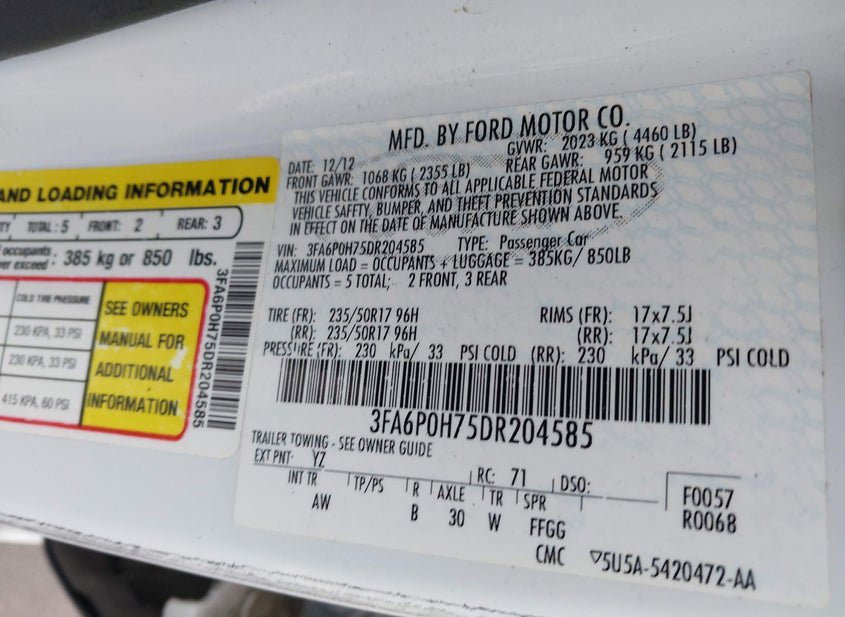 AND LOADING INFORMATION
TOTAL : 5 FRONT: 2 REAR: 3
occupants
exceed : 385 kg or 850 lbs.
COLD TIRE PRESSURE
230 KPA, 33 PSI
230 KPA, 33 PSI
415 KPA, 60 PSI
SEE OWNERS
MANUAL FOR
ADDITIONAL
INFORMATION
3FA6P0H75DR204585
MFD. BY FORD MOTOR CO.
DATE: 12/12 GVWR: 2023 KG ( 4460 LB)
FRONT GAWR: 1068 KG ( 2355 LB) REAR GAWR: 959 KG ( 2115 LB)
THIS VEHICLE CONFORMS TO ALL APPLICABLE FEDERAL MOTOR
VEHICLE SAFETY, BUMPER, AND THEFT PREVENTION STANDARDS
IN EFFECT ON THE DATE OF MANUFACTURE SHOWN ABOVE.
VIN: 3FA6P0H75DR204585 TYPE: Passenger Car
MAXIMUM LOAD = OCCUPANTS + LUGGAGE = 385KG/ 850LB
OCCUPANTS = 5 TOTAL; 2 FRONT, 3 REAR
TIRE (FR): 235/50R17 96H RIMS (FR): 17x7.5J
(RR): 235/50R17 96H (RR): 17x7.5J
PRESSURE (FR): 230 kPa/ 33 PSI COLD (RR): 230 kPa/ 33 PSI COLD
3FA6P0H75DR204585
TRAILER TOWING - SEE OWNER GUIDE
EXT PNT: YZ RC: 71 DSO:
INT TR TP/PS R AXLE TR SPR F0057
AW B 30 W FFGG R0068
CMC ▽5U5A-5420472-AA